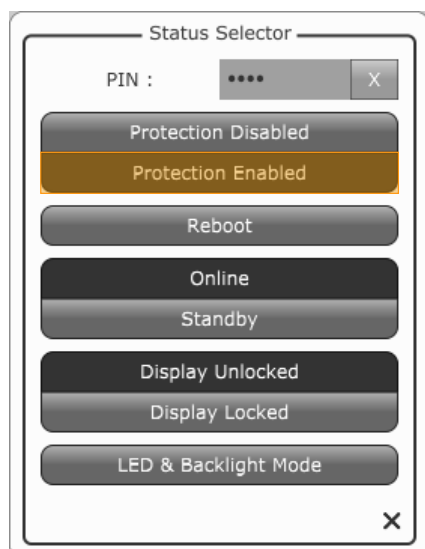 Status Selector
PIN : •••• X
Protection Disabled
Protection Enabled
Reboot
Online
Standby
Display Unlocked
Display Locked
LED & Backlight Mode